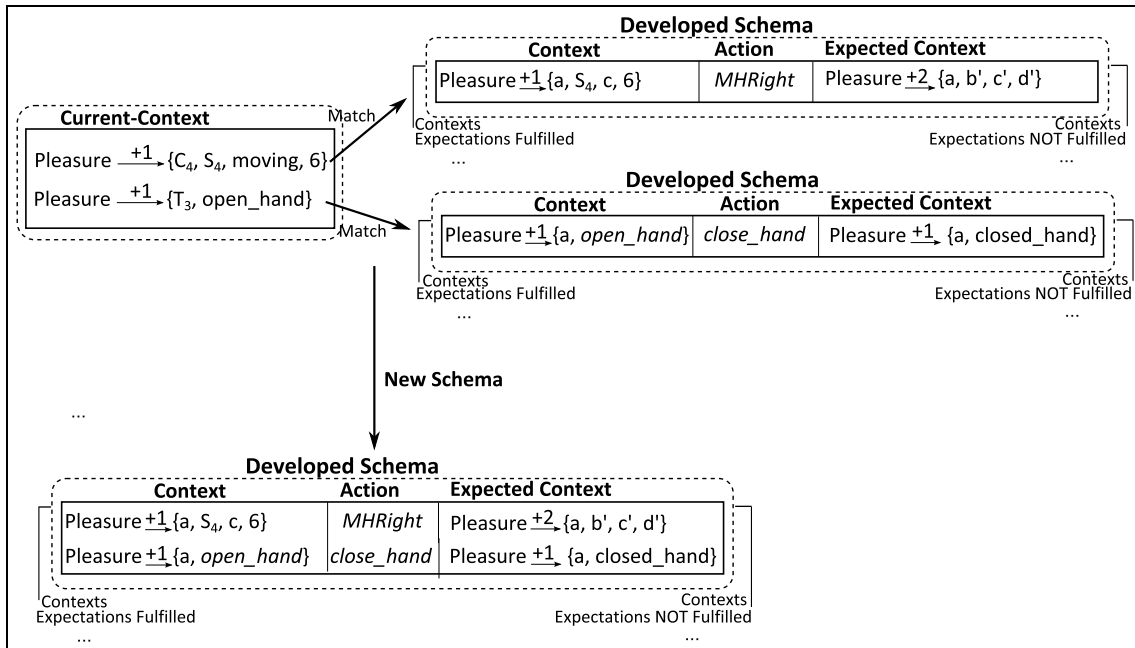 Developed Schema
Context Action Expected Context
Pleasure +1 {a, S4, c, 6} MHRight Pleasure +2 {a, b', c', d'}
Match
Contexts
Expectations Fulfilled
...
Contexts
Expectations NOT Fulfilled
...
Current-Context
Pleasure +1 {C4, S4, moving, 6}
Pleasure +1 {T3, open_hand}
Match
Developed Schema
Context Action Expected Context
Pleasure +1 {a, open_hand} close_hand Pleasure +1 {a, closed_hand}
Contexts
Expectations Fulfilled
...
Contexts
Expectations NOT Fulfilled
...
New Schema
...
Developed Schema
Context Action Expected Context
Pleasure +1 {a, S4, c, 6} MHRight Pleasure +2 {a, b', c', d'}
Pleasure +1 {a, open_hand} close_hand Pleasure +1 {a, closed_hand}
Contexts
Expectations Fulfilled
...
Contexts
Expectations NOT Fulfilled
...